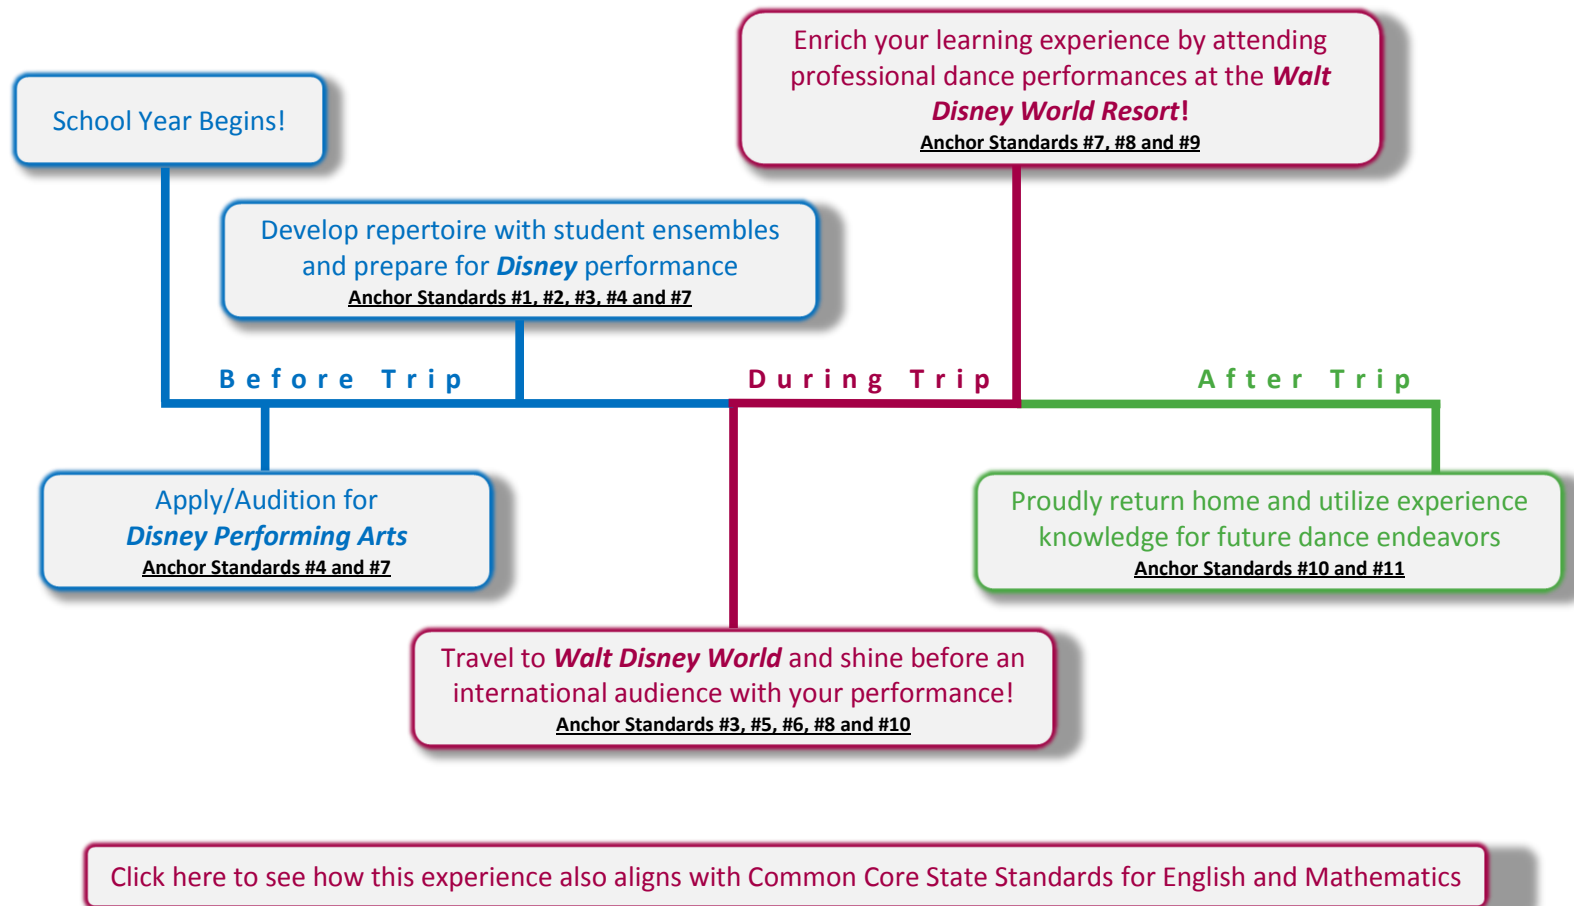 School Year Begins!
Enrich your learning experience by attending
professional dance performances at the Walt
Disney World Resort!
Anchor Standards #7, #8 and #9
Develop repertoire with student ensembles
and prepare for Disney performance
Anchor Standards #1, #2, #3, #4 and #7
Before Trip
During Trip
After Trip
Apply/Audition for
Disney Performing Arts
Anchor Standards #4 and #7
Proudly return home and utilize experience
knowledge for future dance endeavors
Anchor Standards #10 and #11
Travel to Walt Disney World and shine before an
international audience with your performance!
Anchor Standards #3, #5, #6, #8 and #10
Click here to see how this experience also aligns with Common Core State Standards for English and Mathematics